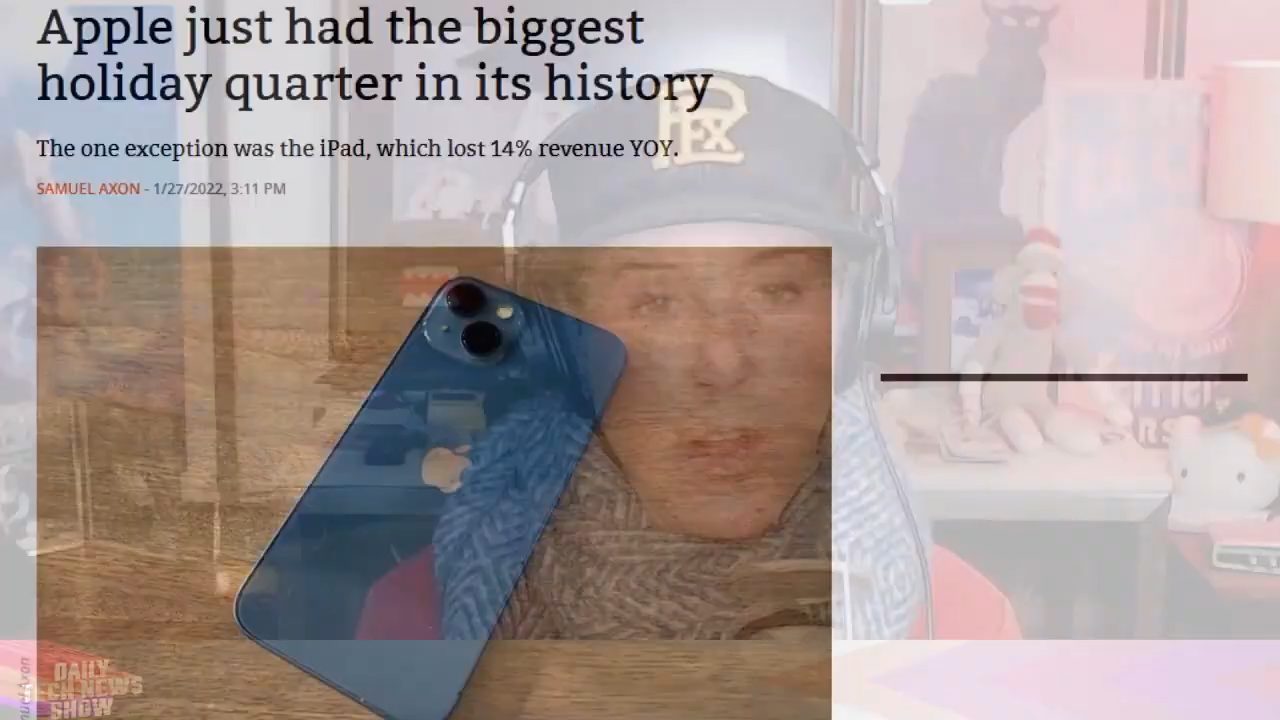 Apple just had the biggest
holiday quarter in its history
The one exception was the iPad, which lost 14% revenue YOY.
SAMUEL AXON - 1/27/2022, 3:11 PM
DAILY
TECH NEWS
SHOW